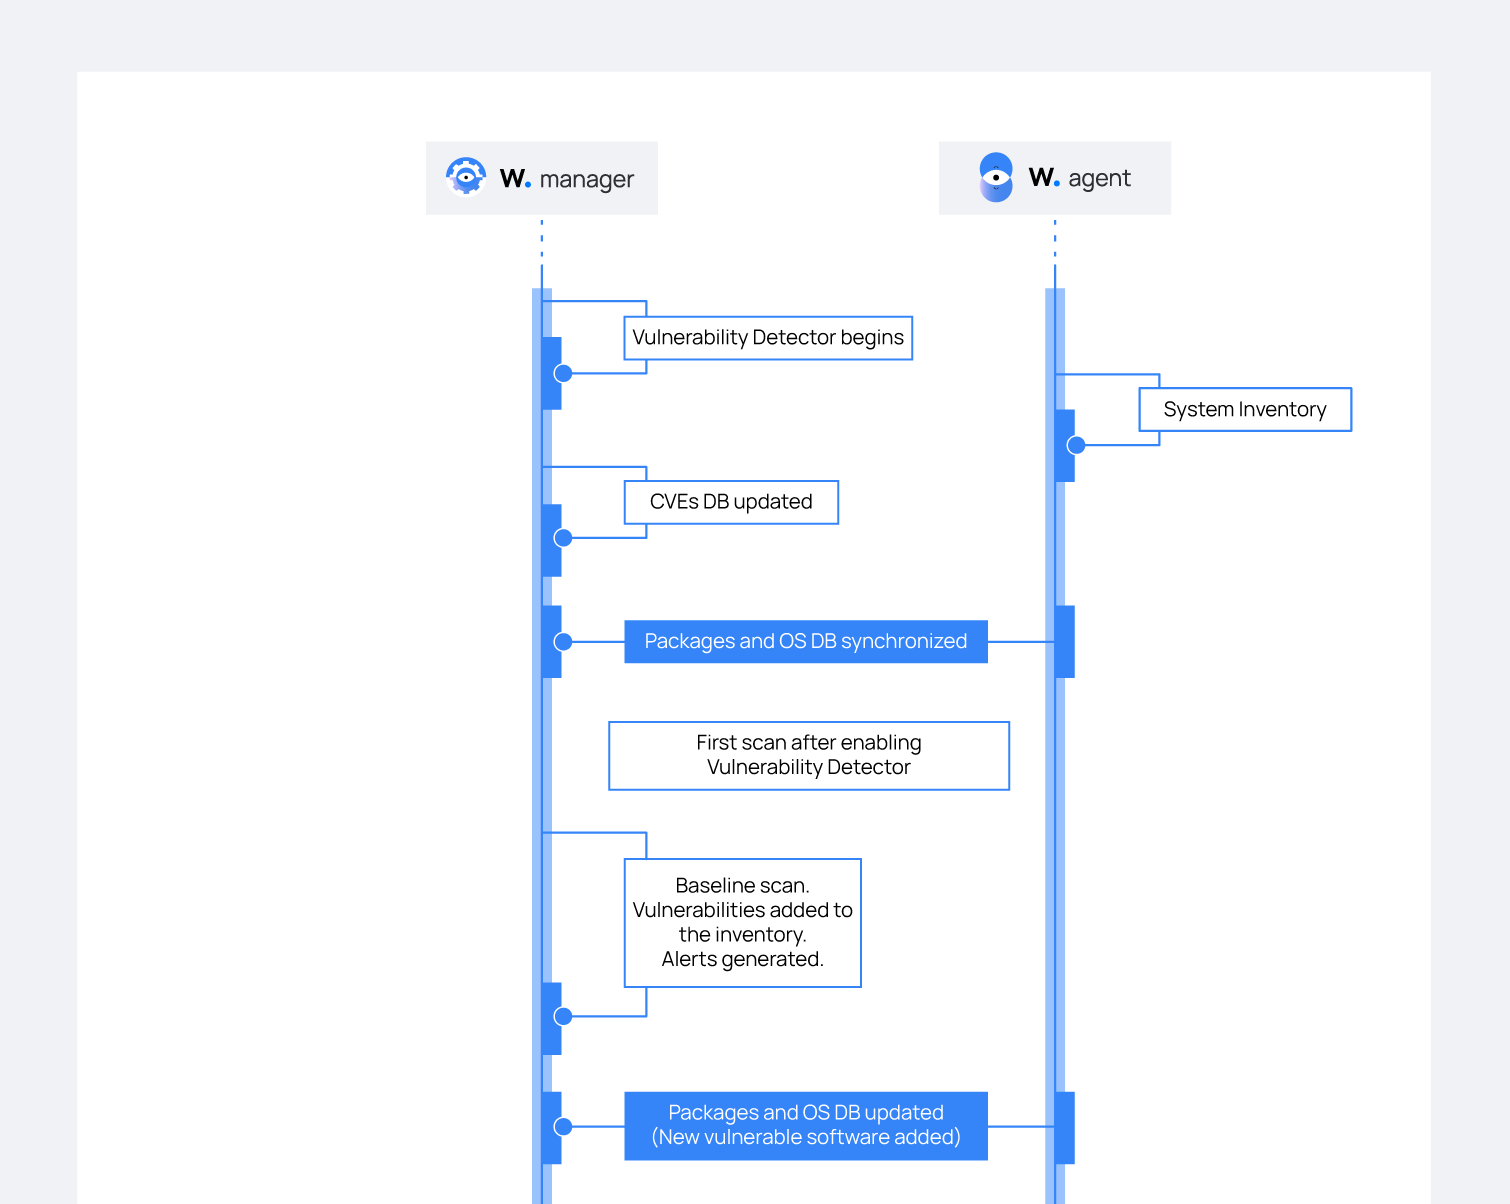 W. manager
W. agent
Vulnerability Detector begins
System Inventory
CVEs DB updated
Packages and OS DB synchronized
First scan after enabling
Vulnerability Detector
Baseline scan.
Vulnerabilities added to
the inventory.
Alerts generated.
Packages and OS DB updated
(New vulnerable software added)